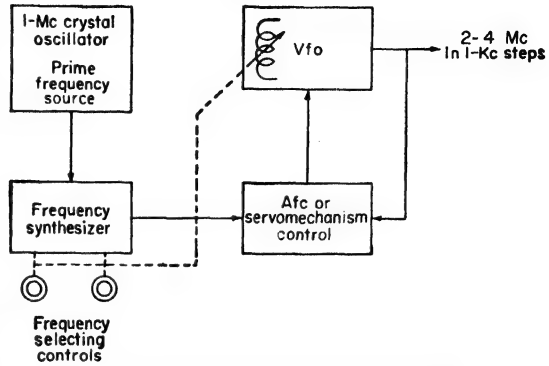 1-Mc crystal
oscillator
Prime
frequency
source
Vfo
2-4 Mc
In 1-Kc steps
Frequency
synthesizer
Afc or
servomechanism
control
Frequency
selecting
controls